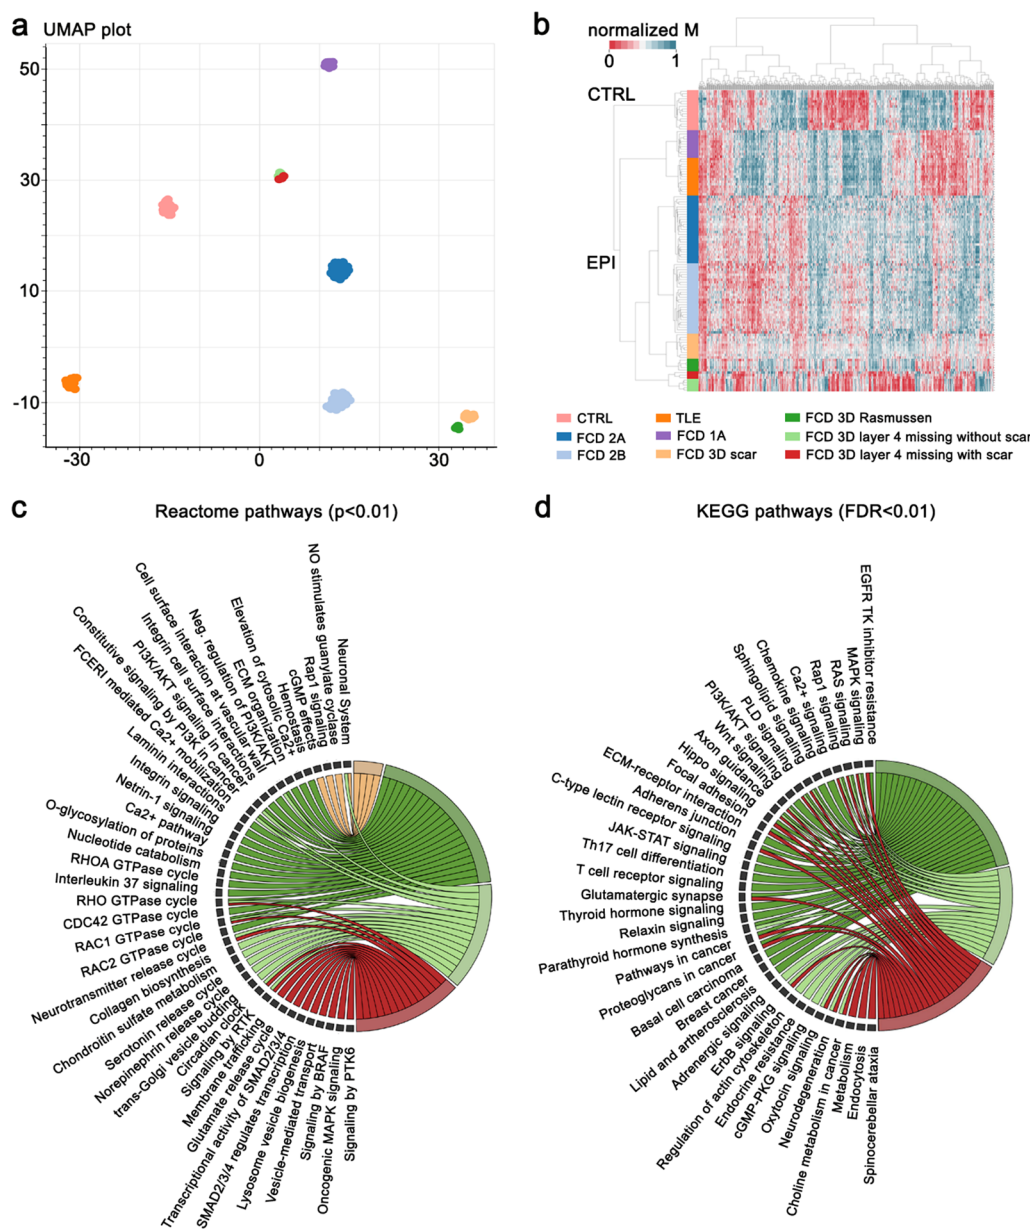 a
UMAP plot
50
30
10
-10
-30
0
30
b
normalized M
0
1
CTRL
EPI
CTRL
FCD 2A
FCD 2B
TLE
FCD 1A
FCD 3D scar
FCD 3D Rasmussen
FCD 3D layer 4 missing without scar
FCD 3D layer 4 missing with scar
c
Reactome pathways (p<0.01)
Neuronal System
NO stimulates guanylate cyclase
Rap1 signaling
cGMP effects
Hemostasis
Elevation of cytosolic Ca2+
ECM organization
Neg. regulation of PI3K/AKT
Cell surface interaction at vascular wall
Integrin cell surface interactions
PI3K/AKT signaling in cancer
Constitutive signaling by PI3K in cancer
FCERI mediated Ca2+ mobilization
Laminin interactions
Integrin signaling
Netrin-1 signaling
Ca2+ pathway
O-glycosylation of proteins
Nucleotide catabolism
RHOA GTPase cycle
Interleukin 37 signaling
RHO GTPase cycle
CDC42 GTPase cycle
RAC1 GTPase cycle
RAC2 GTPase cycle
Neurotransmitter release cycle
Collagen biosynthesis
Chondroitin sulfate metabolism
Serotonin release cycle
Norepinephrin release cycle
trans-Golgi vesicle budding
Circadian clock
Signaling by RTK
Membrane trafficking
Glutamate release cycle
Transcriptional activity of SMAD2/3/4
SMAD2/3/4 regulates transcription
Lysosome vesicle biogenesis
Vesicle-mediated transport
Signaling by BRAF
Oncogenic MAPK signaling
Signaling by PTK6
d
KEGG pathways (FDR<0.01)
EGFR TK inhibitor resistance
MAPK signaling
RAS signaling
Rap1 signaling
Ca2+ signaling
Chemokine signaling
Sphingolipid signaling
PLD signaling
PI3K/AKT signaling
Wnt signaling
Axon guidance
Hippo signaling
Focal adhesion
ECM-receptor interaction
Adherens junction
C-type lectin receptor signaling
JAK-STAT signaling
Th17 cell differentiation
T cell receptor signaling
Glutamatergic synapse
Thyroid hormone signaling
Relaxin signaling
Parathyroid hormone synthesis
Pathways in cancer
Proteoglycans in cancer
Basal carcinoma
Breast cancer
Lipid and artherosclerosis
Adrenergic signaling
ErbB signaling
Regulation of actin cytoskeleton
Endocrine resistance
cGMP-PKG signaling
Oxytocin signaling
Neurodegeneration
Choline metabolism in cancer
Metabolism
Endocytosis
Spinocerebellar ataxia